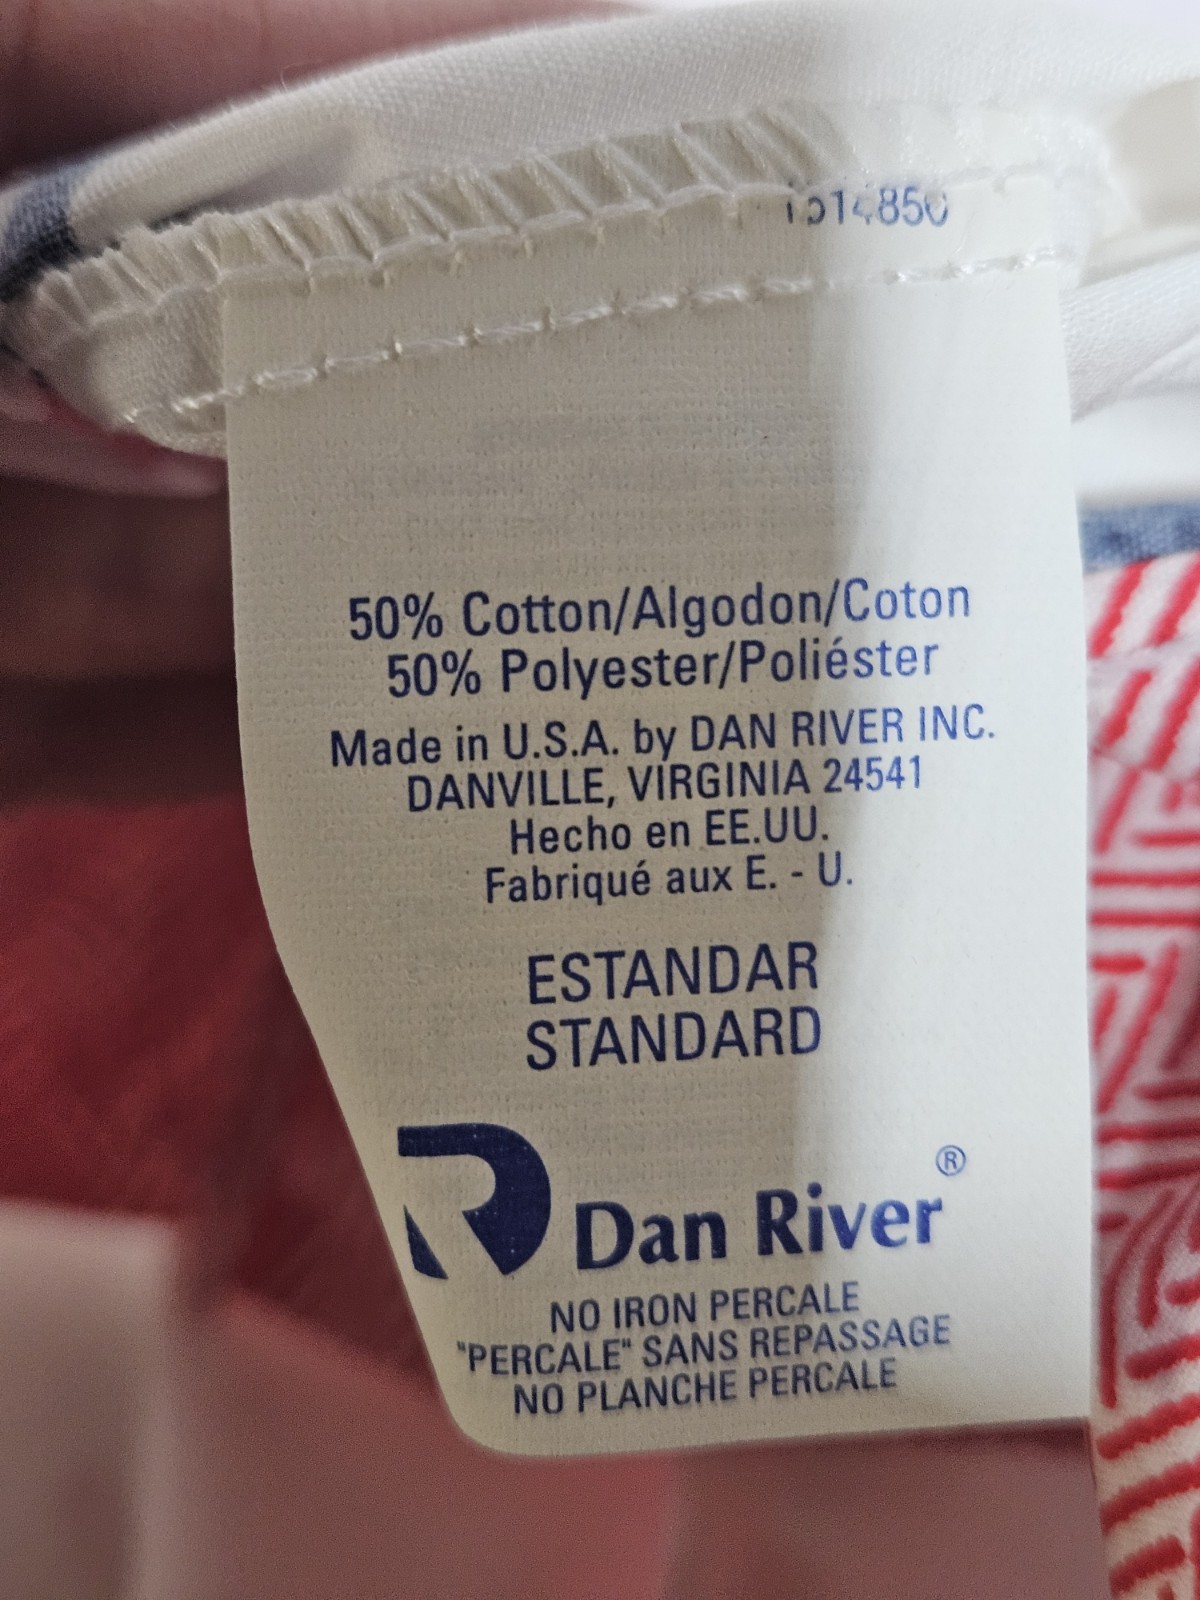 50% Cotton/Algodon/Coton
50% Polyester/Poliéster
Made in U.S.A. by DAN RIVER INC.
DANVILLE, VIRGINIA 24541
Hecho en EE.UU.
Fabriqué aux E. - U.
ESTANDAR
STANDARD
Dan River®
NO IRON PERCALE
"PERCALE" SANS REPASSAGE
NO PLANCHE PERCALE